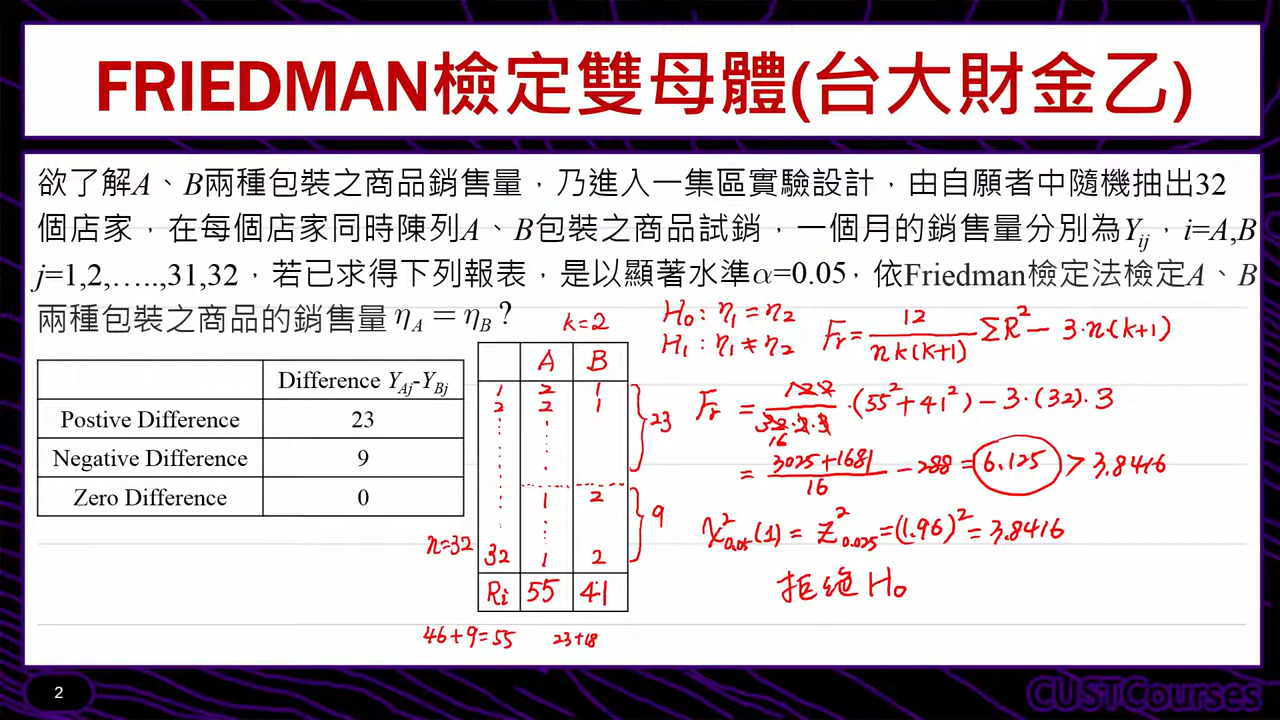 FRIEDMAN檢定雙母體(台大財金乙)
欲了解A、B兩種包裝之商品銷售量，乃進入一集區實驗設計，由自願者中隨機抽出32
個店家，在每個店家同時陳列A、B包裝之商品試銷，一個月的銷售量分別為Yij，i=A,B
j=1,2,…..,31,32，若已求得下列報表，是以顯著水準α=0.05，依Friedman檢定法檢定A、B
兩種包裝之商品的銷售量 ηA = ηB ?
Difference YAj-YBj
Postive Difference 23
Negative Difference 9
Zero Difference 0
k=2
A B
1 2 1
2 2 1
23
1 2
9
n=32
32 1 2
Ri 55 41
46+9=55 23+18
H0 : η1 = η2
H1 : η1 ≠ η2
Fr = 12/(nk(k+1)) ΣR² − 3·n(k+1)
Fr = 12/(32·2·3) ·(55²+41²) − 3·(32)·3
16
= (3025+1681)/16 − 288 = 6.125 > 3.8416
χ²0.05(1) = Z²0.025 = (1.96)² = 3.8416
拒絕 H0
2
CUSTCourses